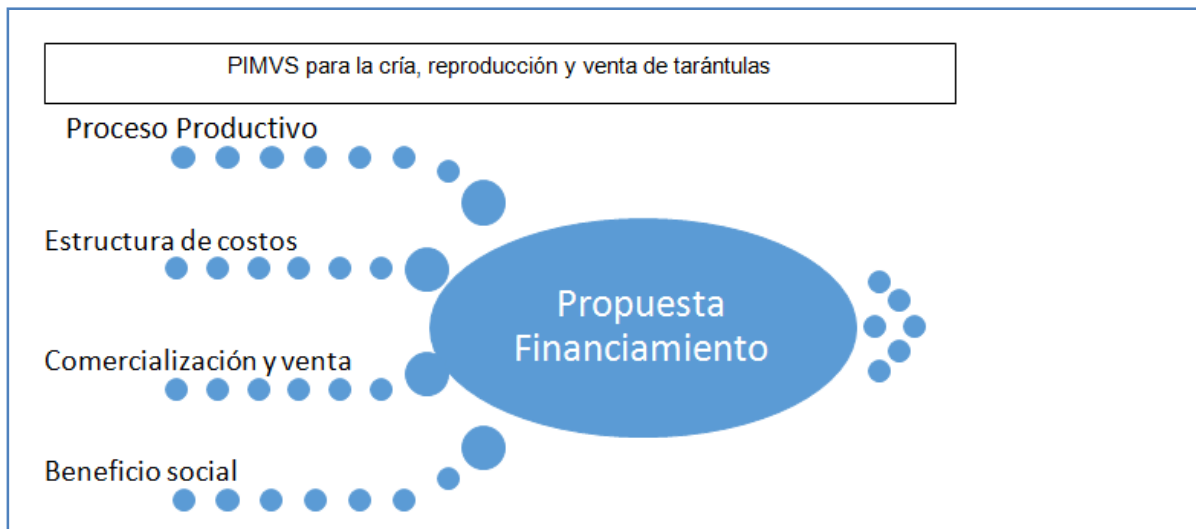 PIMVS para la cría, reproducción y venta de tarántulas
Proceso Productivo
Estructura de costos
Propuesta
Financiamiento
Comercialización y venta
Beneficio social